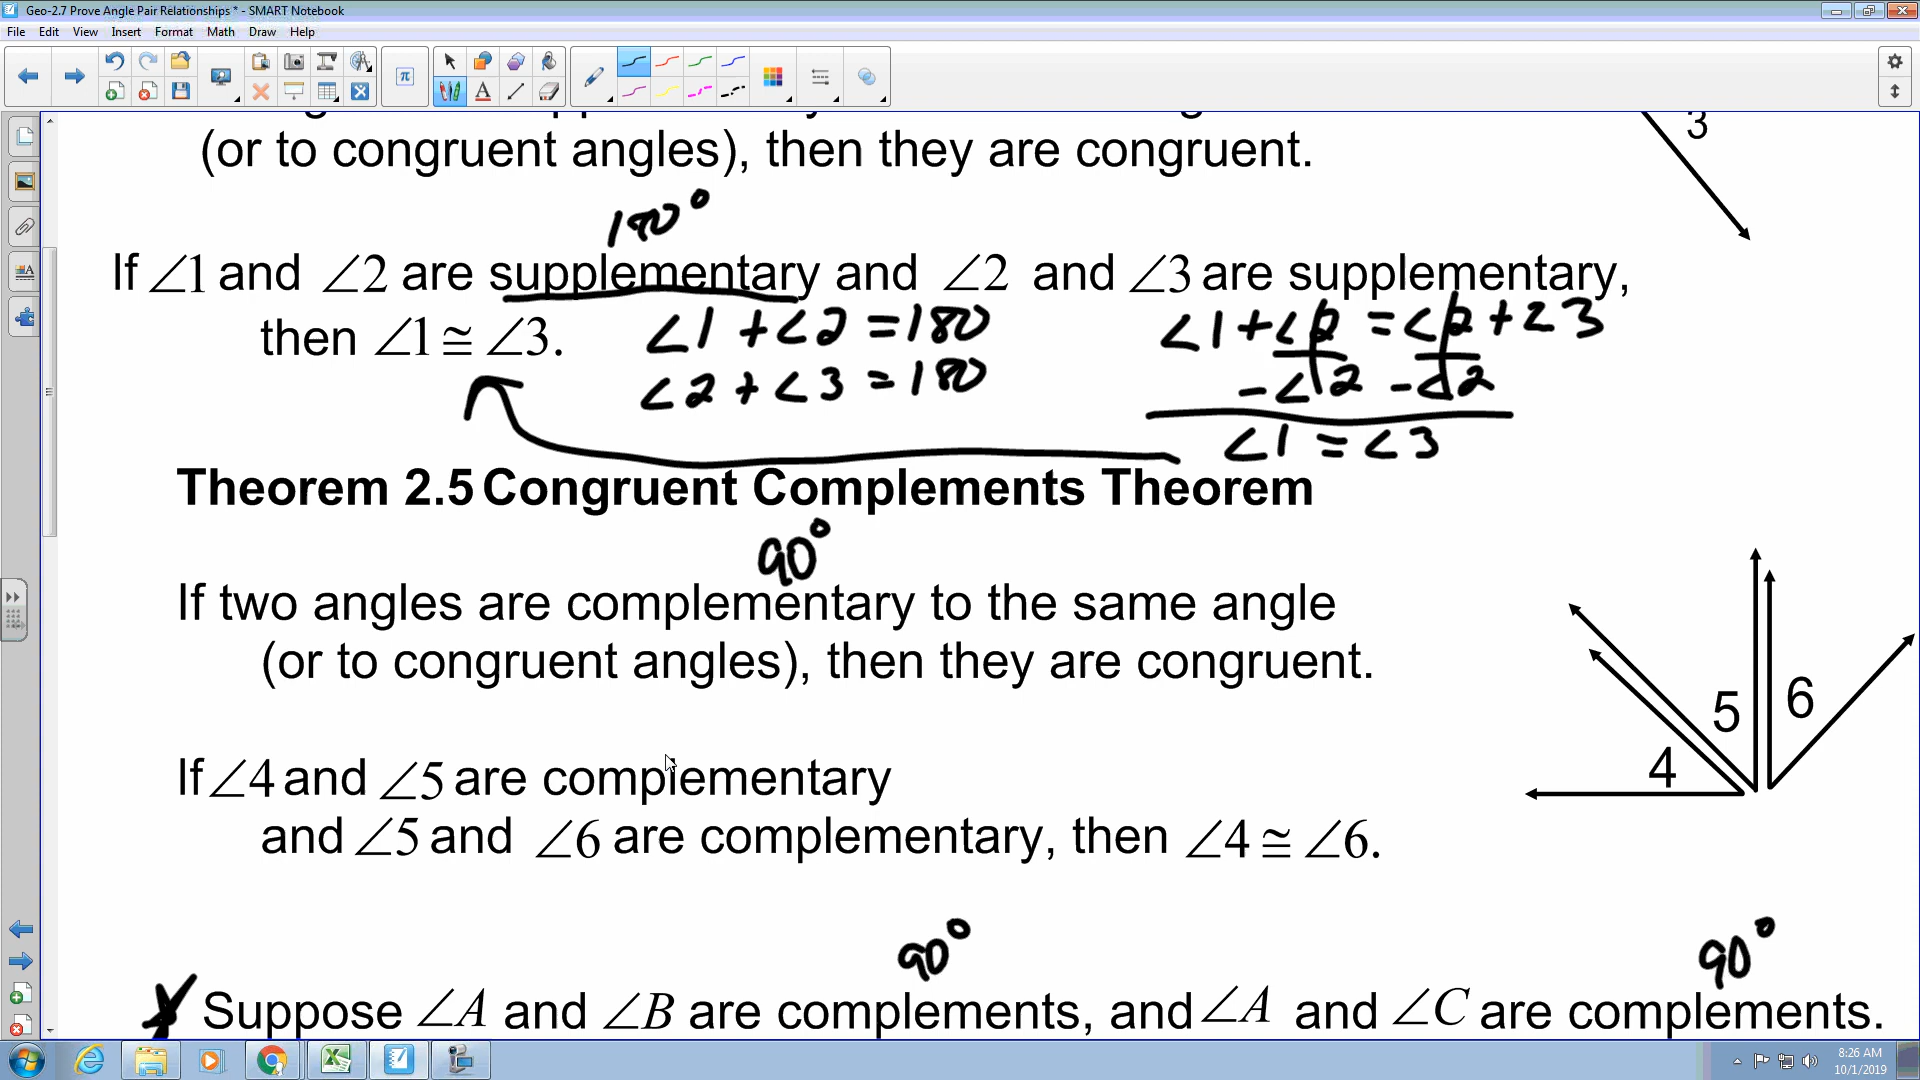 Geo-2.7 Prove Angle Pair Relationships * - SMART Notebook
File Edit View Insert Format Math Draw Help
3
(or to congruent angles), then they are congruent.
180°
If ∠1 and ∠2 are supplementary and ∠2 and ∠3 are supplementary,
then ∠1 ≅ ∠3.
∠1 + ∠2 = 180
∠2 + ∠3 = 180
∠1 + ∠2 = ∠2 + ∠3
-∠2 -∠2
∠1 = ∠3
Theorem 2.5 Congruent Complements Theorem
90°
If two angles are complementary to the same angle
(or to congruent angles), then they are congruent.
5 6
4
If ∠4 and ∠5 are complementary
and ∠5 and ∠6 are complementary, then ∠4 ≅ ∠6.
90° 90°
Suppose ∠A and ∠B are complements, and ∠A and ∠C are complements.
8:26 AM
10/1/2019